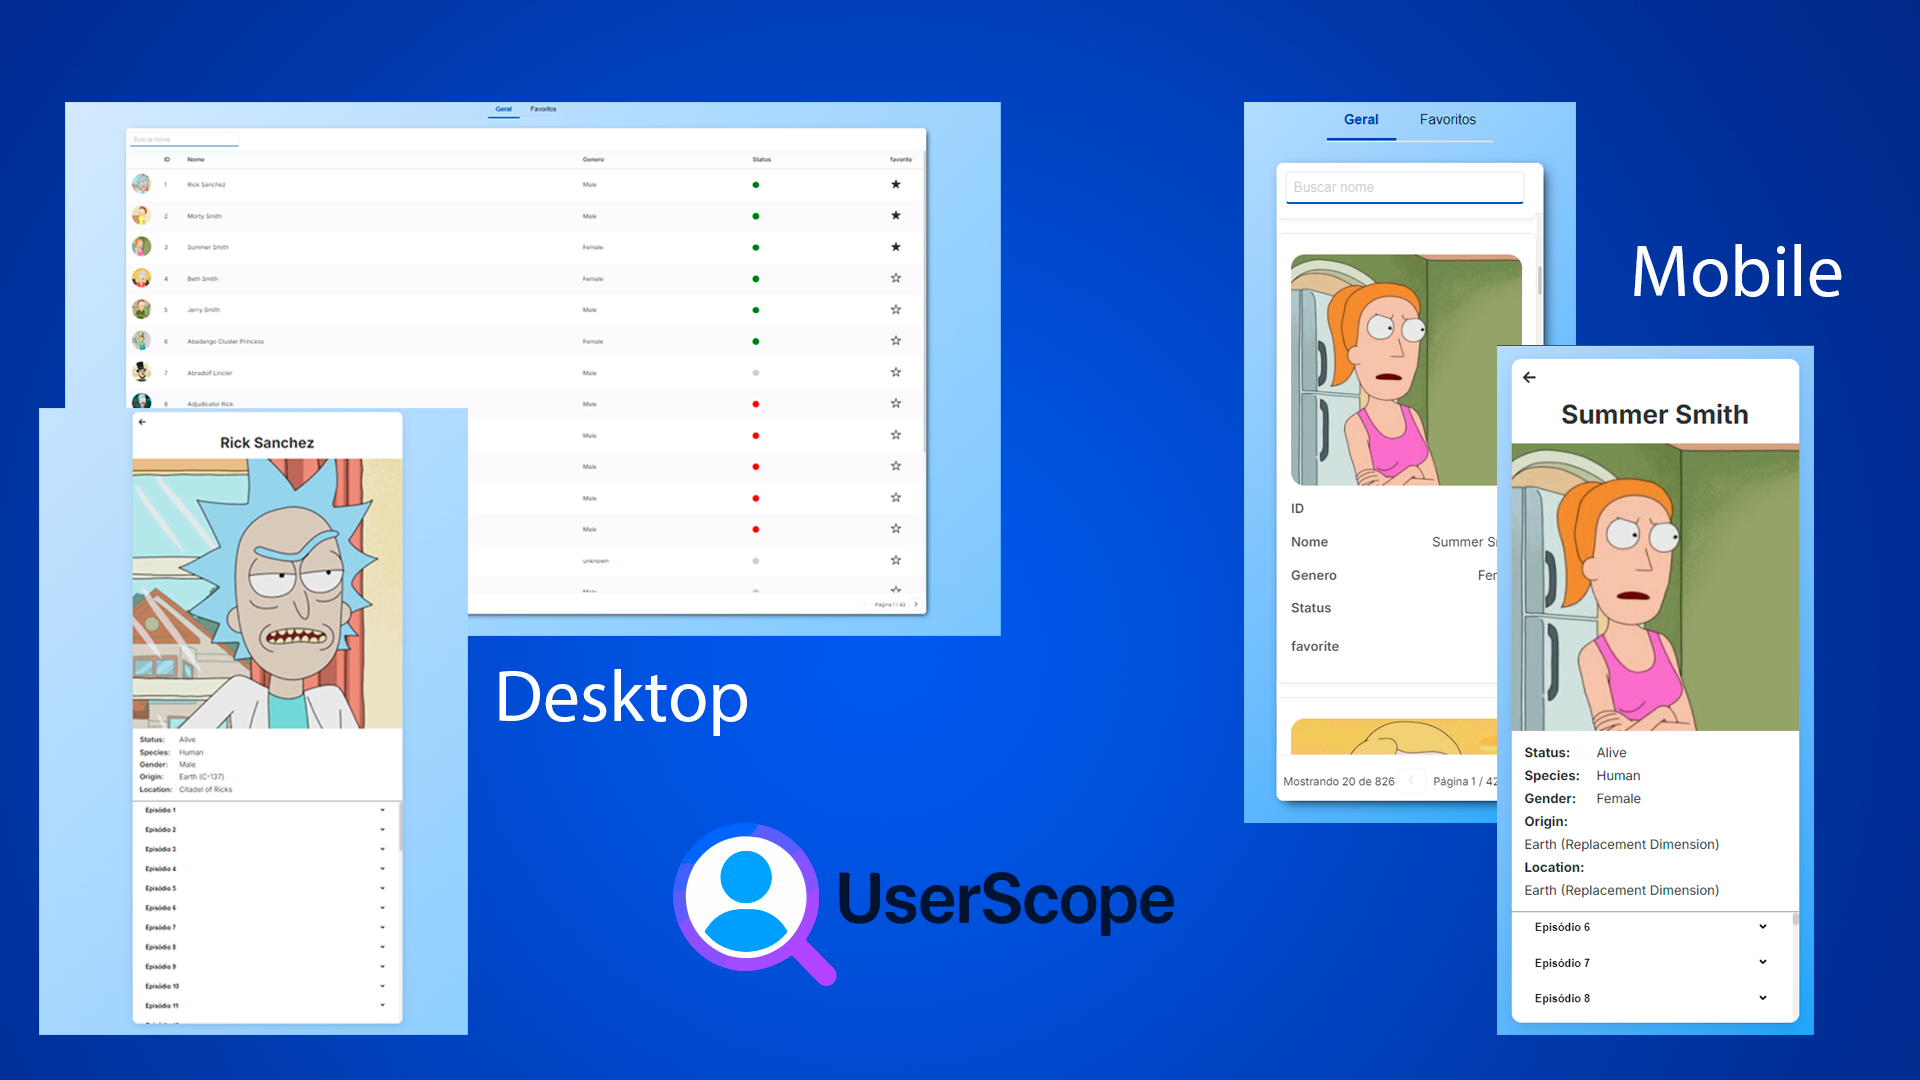 Geral Favoritos
Buscar nome
ID Nome Genero Status favorite
1 Rick Sanchez Male
2 Morty Smith Male
3 Summer Smith Female
4 Beth Smith Female
5 Jerry Smith Male
6 Abadango Cluster Princess Female
7 Abradolf Lincler Male
8 Adjudicator Rick Male
Male
Male
Male
Male
unknown
Male
Página 1 / 42
Rick Sanchez
Status: Alive
Species: Human
Gender: Male
Origin: Earth (C-137)
Location: Citadel of Ricks
Episódio 1
Episódio 2
Episódio 3
Episódio 4
Episódio 5
Episódio 6
Episódio 7
Episódio 8
Episódio 9
Episódio 10
Episódio 11
Desktop
UserScope
Geral Favoritos
Buscar nome
ID
Nome Summer S
Genero Fer
Status
favorite
Mostrando 20 de 826 Página 1 / 42
Mobile
Summer Smith
Status: Alive
Species: Human
Gender: Female
Origin:
Earth (Replacement Dimension)
Location:
Earth (Replacement Dimension)
Episódio 6
Episódio 7
Episódio 8